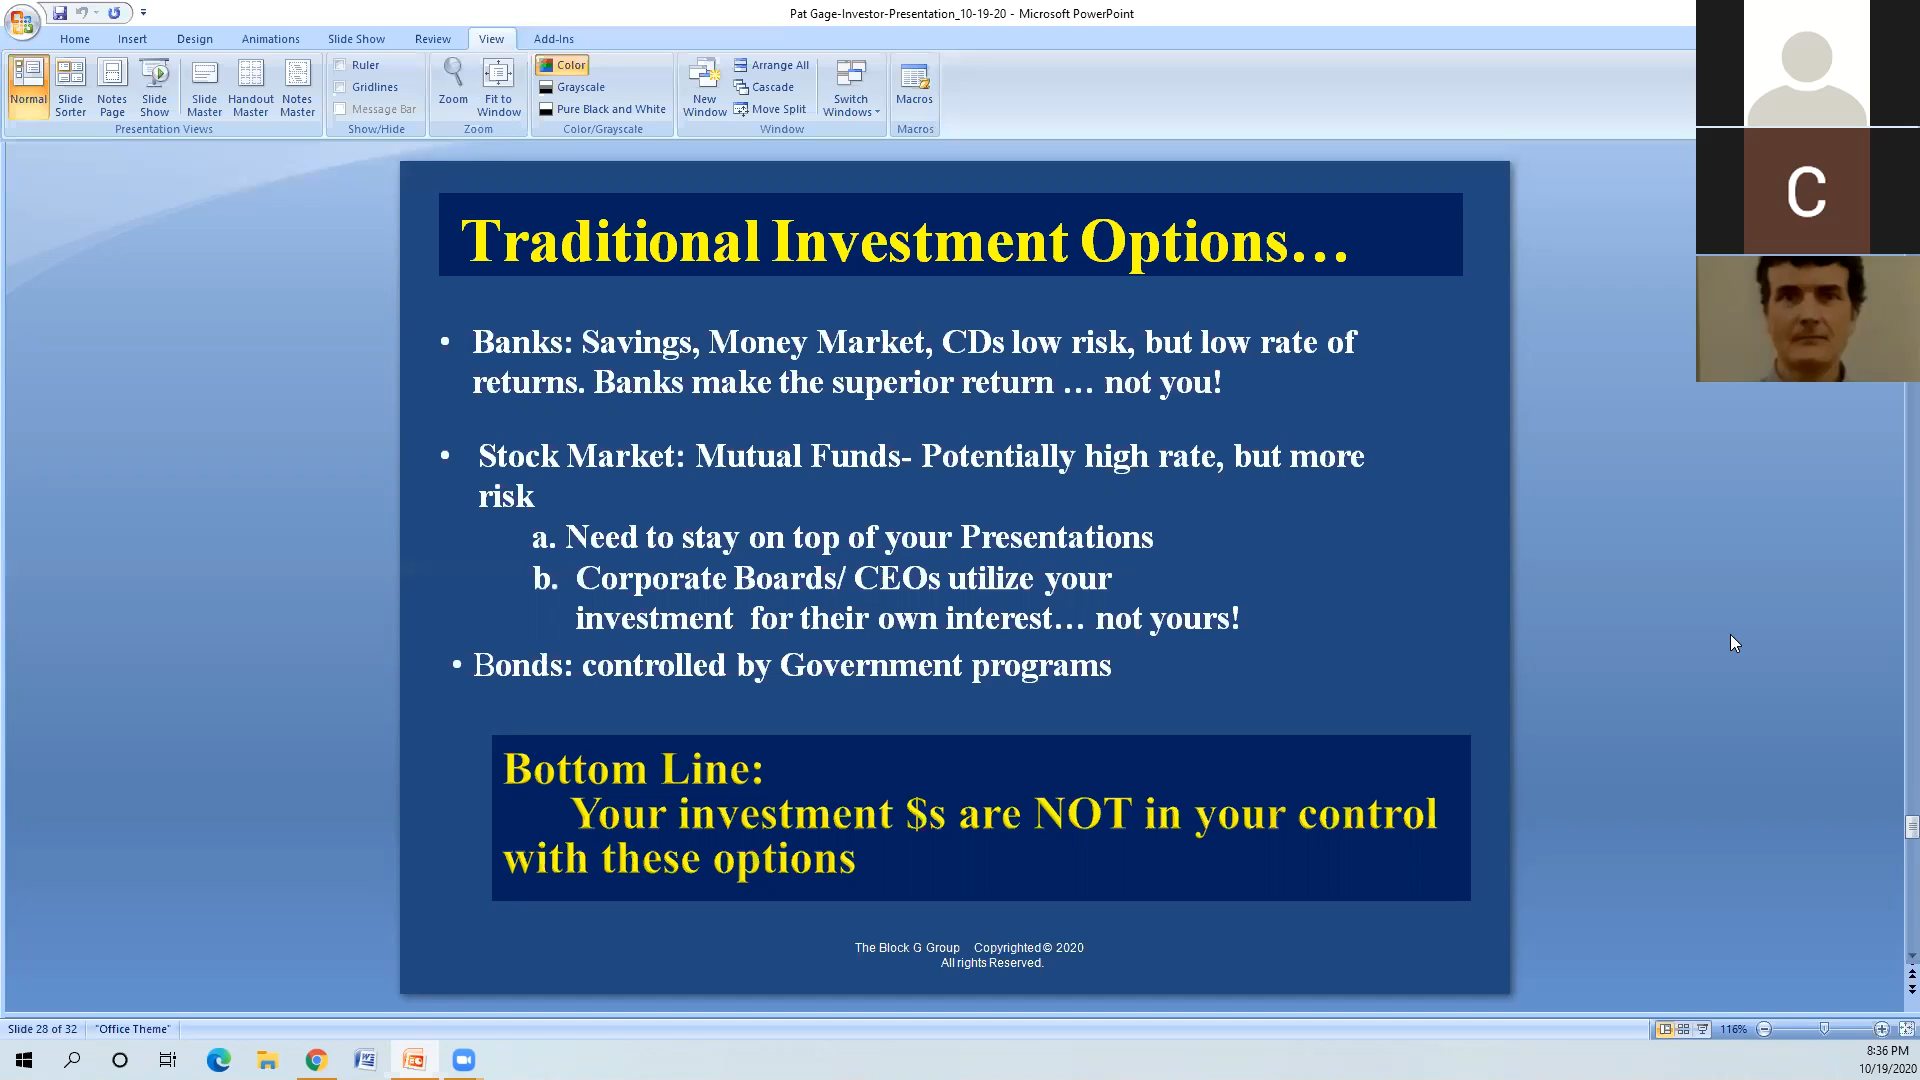 Pat Gage-Investor-Presentation_10-19-20 - Microsoft PowerPoint
Home Insert Design Animations Slide Show Review View Add-Ins
Normal
Slide Sorter
Notes Page
Slide Show
Slide Master
Handout Master
Notes Master
Presentation Views
Ruler
Gridlines
Message Bar
Show/Hide
Zoom
Fit to Window
Zoom
Color
Grayscale
Pure Black and White
Color/Grayscale
New Window
Arrange All
Cascade
Move Split
Switch Windows
Window
Macros
Macros
C
Traditional Investment Options...
• Banks: Savings, Money Market, CDs low risk, but low rate of
returns. Banks make the superior return ... not you!
• Stock Market: Mutual Funds- Potentially high rate, but more
risk
a. Need to stay on top of your Presentations
b. Corporate Boards/ CEOs utilize your
investment for their own interest... not yours!
• Bonds: controlled by Government programs
Bottom Line:
Your investment $s are NOT in your control
with these options
The Block G Group Copyrighted © 2020
All rights Reserved.
Slide 28 of 32 "Office Theme" 116%
8:36 PM
10/19/2020